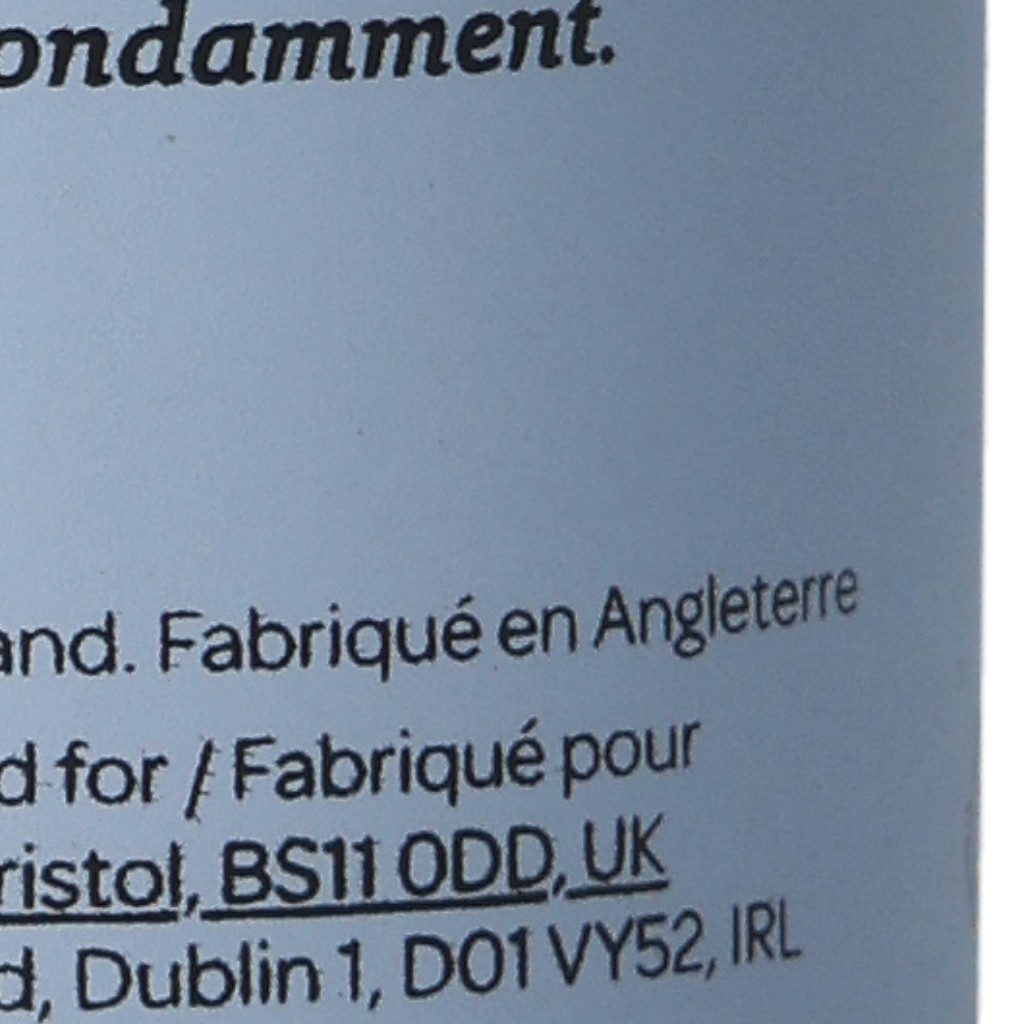 ondamment.
and. Fabriqué en Angleterre
d for / Fabriqué pour
ristol, BS11 0DD, UK
d, Dublin 1, D01 VY52, IRL